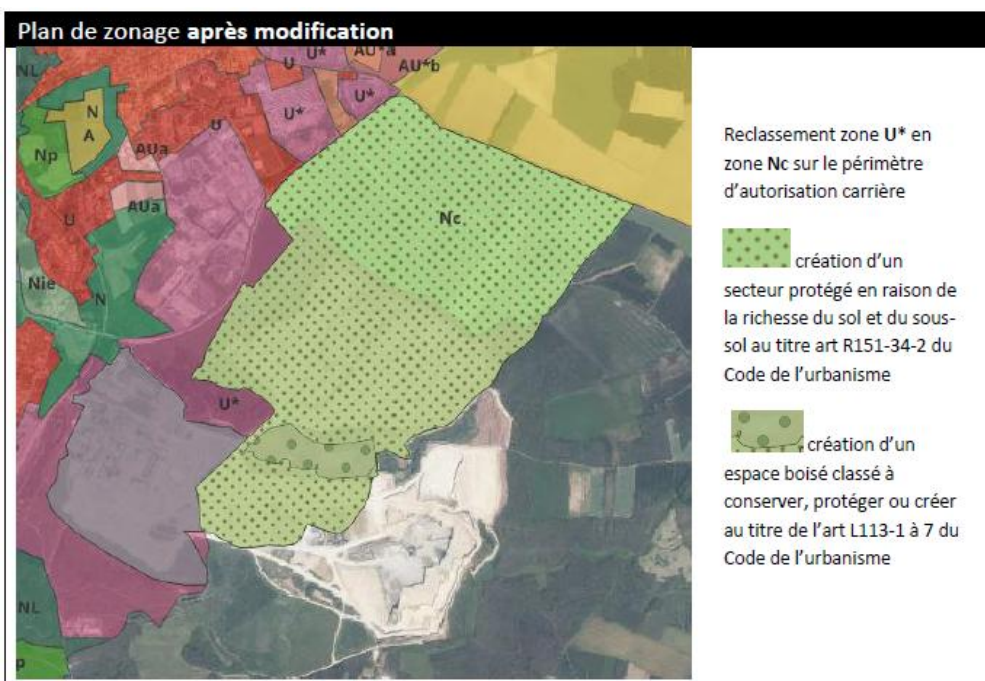 Plan de zonage après modification
NL
U*
AU*a
U
AU*b
N
U*
U*
A
U
Np
AUa
AUa
U
Nc
Nie
N
U*
NL
p
Reclassement zone U* en
zone Nc sur le périmètre
d'autorisation carrière
création d'un
secteur protégé en raison de
la richesse du sol et du sous-
sol au titre art R151-34-2 du
Code de l'urbanisme
création d'un
espace boisé classé à
conserver, protéger ou créer
au titre de l'art L113-1 à 7 du
Code de l'urbanisme